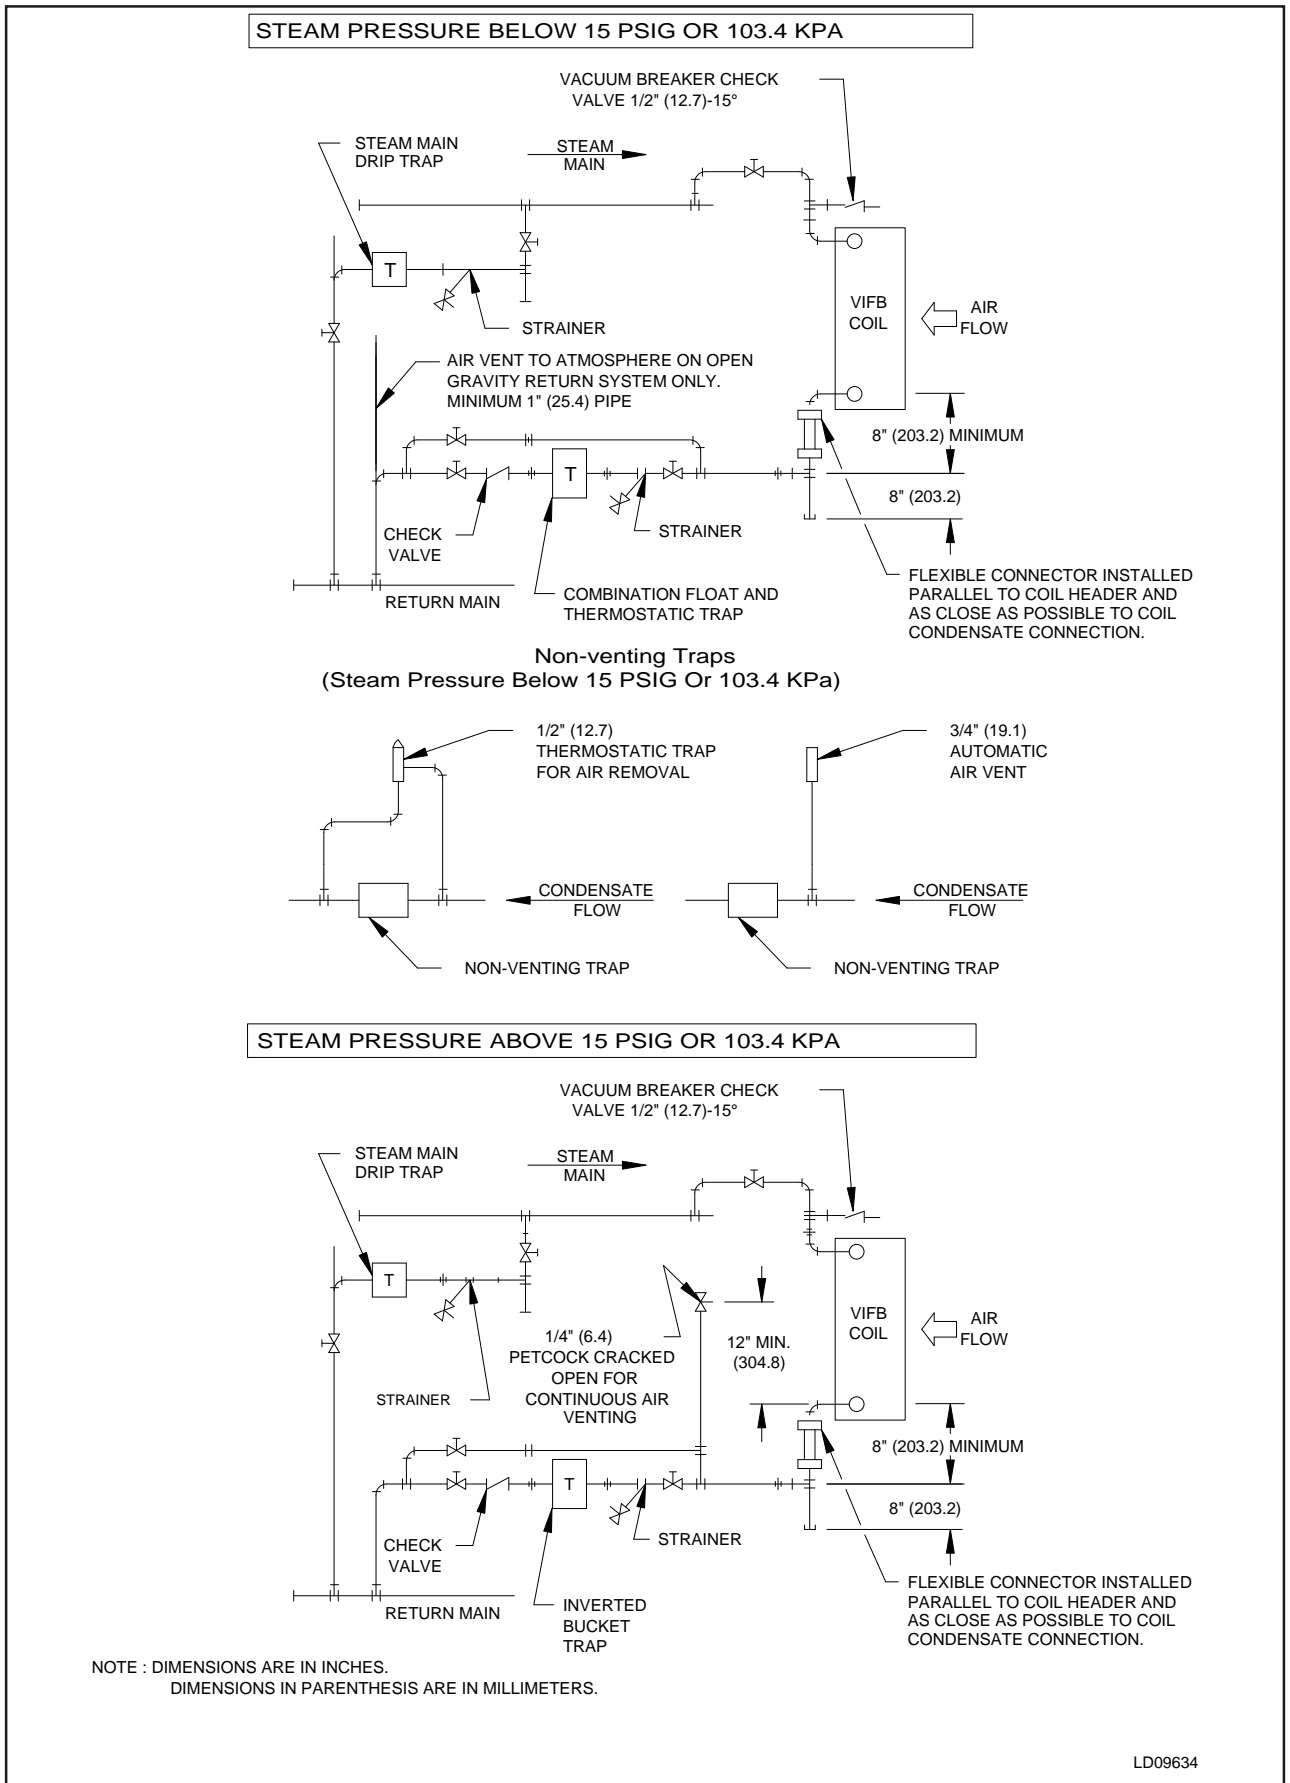 STEAM PRESSURE BELOW 15 PSIG OR 103.4 KPA
VACUUM BREAKER CHECK
VALVE 1/2" (12.7)-15°
STEAM MAIN
DRIP TRAP
STEAM
MAIN
T
STRAINER
VIFB
COIL
AIR
FLOW
AIR VENT TO ATMOSPHERE ON OPEN
GRAVITY RETURN SYSTEM ONLY.
MINIMUM 1" (25.4) PIPE
8" (203.2) MINIMUM
T
8" (203.2)
CHECK
VALVE
STRAINER
RETURN MAIN
COMBINATION FLOAT AND
THERMOSTATIC TRAP
FLEXIBLE CONNECTOR INSTALLED
PARALLEL TO COIL HEADER AND
AS CLOSE AS POSSIBLE TO COIL
CONDENSATE CONNECTION.
Non-venting Traps
(Steam Pressure Below 15 PSIG Or 103.4 KPa)
1/2" (12.7)
THERMOSTATIC TRAP
FOR AIR REMOVAL
3/4" (19.1)
AUTOMATIC
AIR VENT
CONDENSATE
FLOW
CONDENSATE
FLOW
NON-VENTING TRAP
NON-VENTING TRAP
STEAM PRESSURE ABOVE 15 PSIG OR 103.4 KPA
VACUUM BREAKER CHECK
VALVE 1/2" (12.7)-15°
STEAM MAIN
DRIP TRAP
STEAM
MAIN
T
VIFB
COIL
AIR
FLOW
1/4" (6.4)
PETCOCK CRACKED
OPEN FOR
CONTINUOUS AIR
VENTING
12" MIN.
(304.8)
STRAINER
8" (203.2) MINIMUM
T
8" (203.2)
CHECK
VALVE
STRAINER
RETURN MAIN
INVERTED
BUCKET
TRAP
FLEXIBLE CONNECTOR INSTALLED
PARALLEL TO COIL HEADER AND
AS CLOSE AS POSSIBLE TO COIL
CONDENSATE CONNECTION.
NOTE : DIMENSIONS ARE IN INCHES.
DIMENSIONS IN PARENTHESIS ARE IN MILLIMETERS.
LD09634